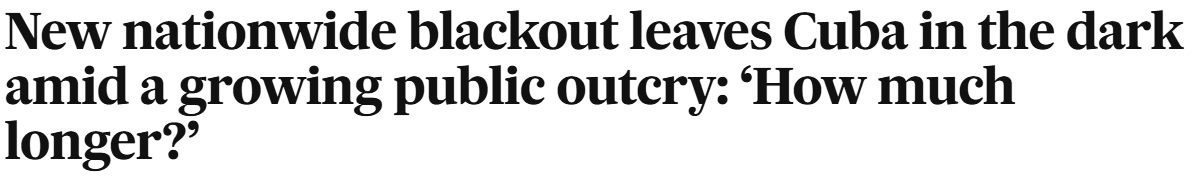 New nationwide blackout leaves Cuba in the dark
amid a growing public outcry: ‘How much
longer?’